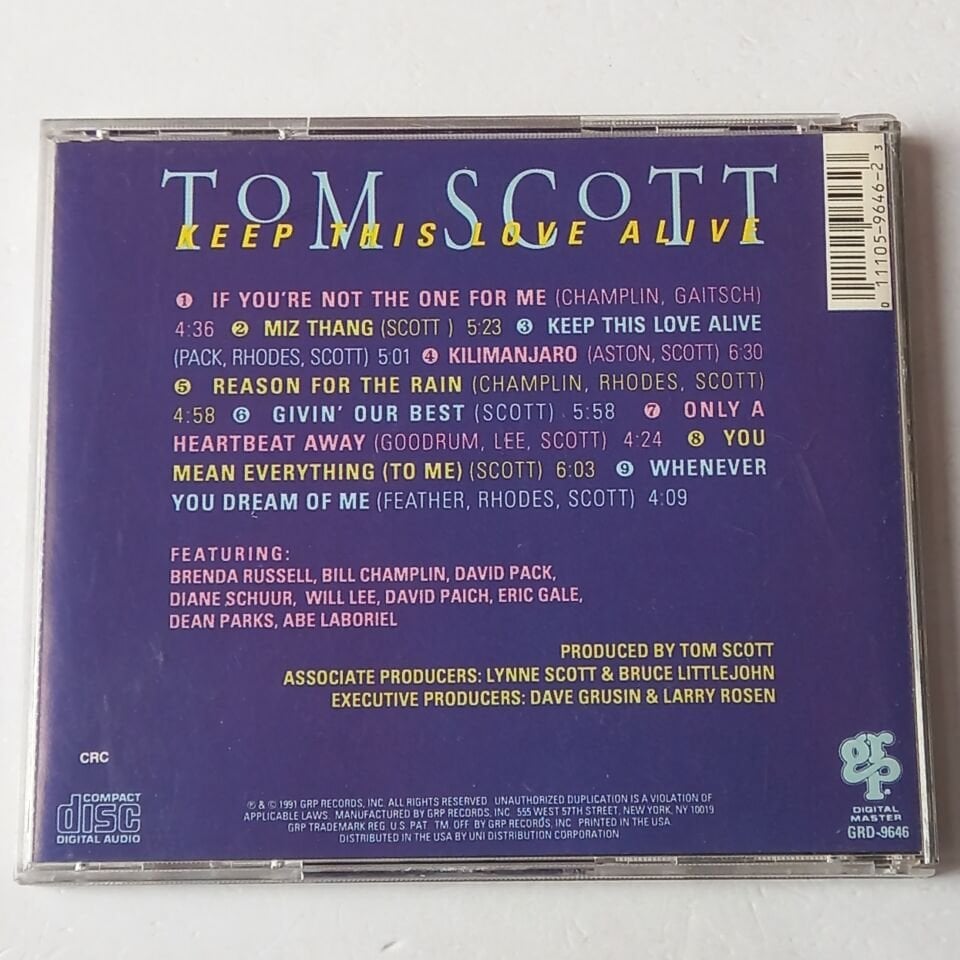 TOM SCOTT
KEEP THIS LOVE ALIVE
0 11105-9646-2 3
❶ IF YOU'RE NOT THE ONE FOR ME (CHAMPLIN, GAITSCH)
4:36 ❷ MIZ THANG (SCOTT ) 5:23 ❸ KEEP THIS LOVE ALIVE
(PACK, RHODES, SCOTT) 5:01 ❹ KILIMANJARO (ASTON, SCOTT) 6:30
❺ REASON FOR THE RAIN (CHAMPLIN, RHODES, SCOTT)
4:58 ❻ GIVIN' OUR BEST (SCOTT) 5:58 ❼ ONLY A
HEARTBEAT AWAY (GOODRUM, LEE, SCOTT) 4:24 ❽ YOU
MEAN EVERYTHING (TO ME) (SCOTT) 6:03 ❾ WHENEVER
YOU DREAM OF ME (FEATHER, RHODES, SCOTT) 4:09
FEATURING:
BRENDA RUSSELL, BILL CHAMPLIN, DAVID PACK,
DIANE SCHUUR, WILL LEE, DAVID PAICH, ERIC GALE,
DEAN PARKS, ABE LABORIEL
PRODUCED BY TOM SCOTT
ASSOCIATE PRODUCERS: LYNNE SCOTT & BRUCE LITTLEJOHN
EXECUTIVE PRODUCERS: DAVE GRUSIN & LARRY ROSEN
CRC
COMPACT
disc
DIGITAL AUDIO
℗ & © 1991 GRP RECORDS, INC. ALL RIGHTS RESERVED. UNAUTHORIZED DUPLICATION IS A VIOLATION OF
APPLICABLE LAWS. MANUFACTURED BY GRP RECORDS, INC. 555 WEST 57TH STREET, NEW YORK, NY 10019
GRP TRADEMARK REG. U.S. PAT. TM. OFF. BY GRP RECORDS, INC. PRINTED IN THE USA.
DISTRIBUTED IN THE USA BY UNI DISTRIBUTION CORPORATION
grp
DIGITAL
MASTER
GRD-9646